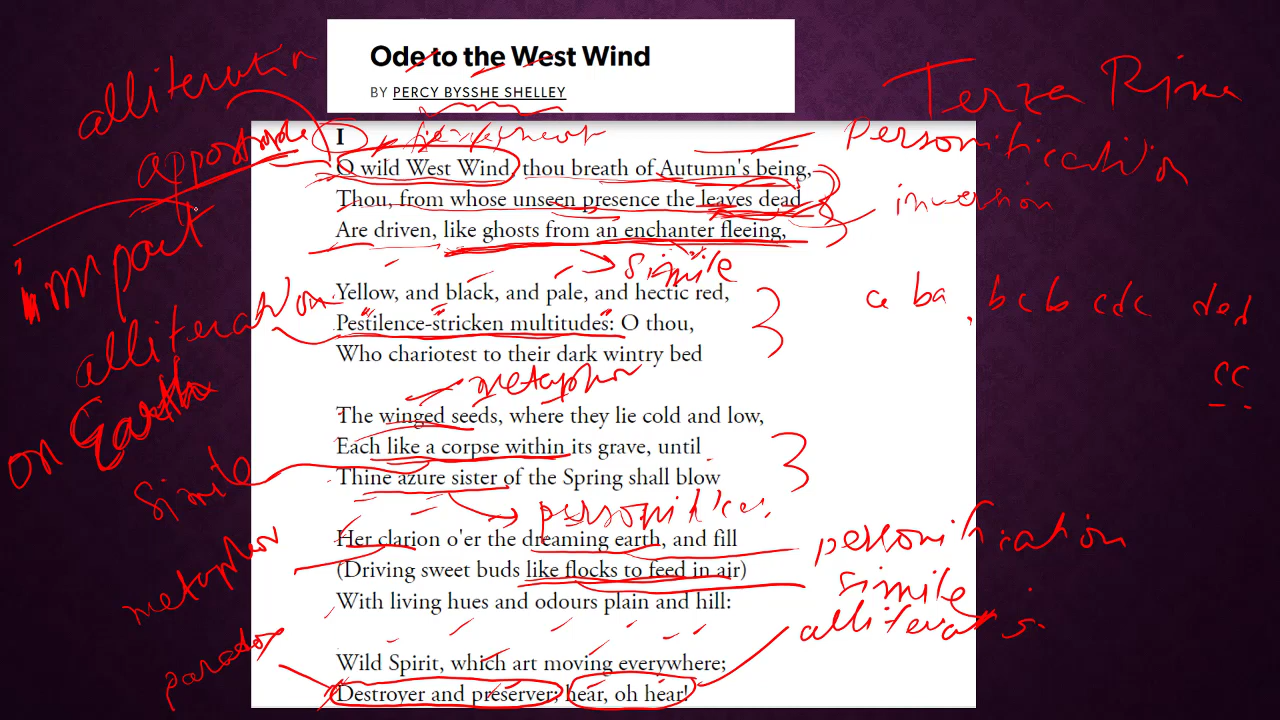 Ode to the West Wind
BY PERCY BYSSHE SHELLEY
alliteration
Terza Rima
I
apposthrode
Personification
O wild West Wind, thou breath of Autumn's being,
Thou, from whose unseen presence the leaves dead
inversion
Are driven, like ghosts from an enchanter fleeing,
impact
simile
Yellow, and black, and pale, and hectic red,
a ba bcb cdc ded
alliteration
Pestilence-stricken multitudes: O thou,
Who chariotest to their dark wintry bed
cc
metaphor
on Earth
The winged seeds, where they lie cold and low,
Each like a corpse within its grave, until
simile
Thine azure sister of the Spring shall blow
Her clarion o'er the dreaming earth, and fill
personification
metaphor
(Driving sweet buds like flocks to feed in air)
simile
With living hues and odours plain and hill:
paradox
Wild Spirit, which art moving everywhere;
Destroyer and preserver; hear, oh hear!